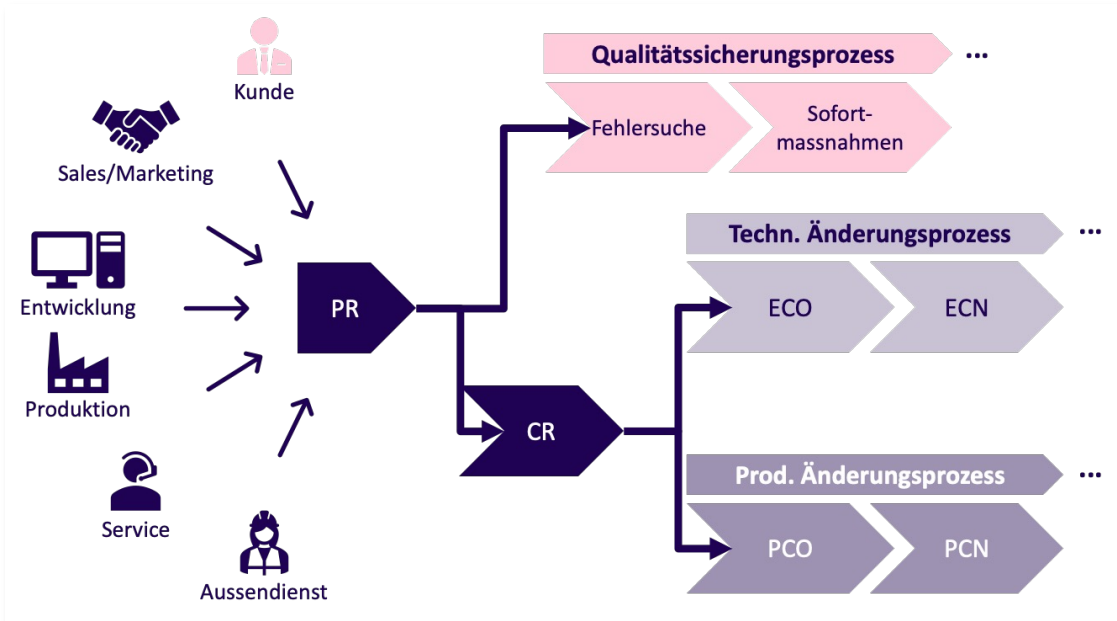 Kunde
Sales/Marketing
Entwicklung
Produktion
Service
Aussendienst
PR
CR
Qualitätssicherungsprozess ...
Fehlersuche
Sofort-
massnahmen
Techn. Änderungsprozess ...
ECO
ECN
Prod. Änderungsprozess ...
PCO
PCN